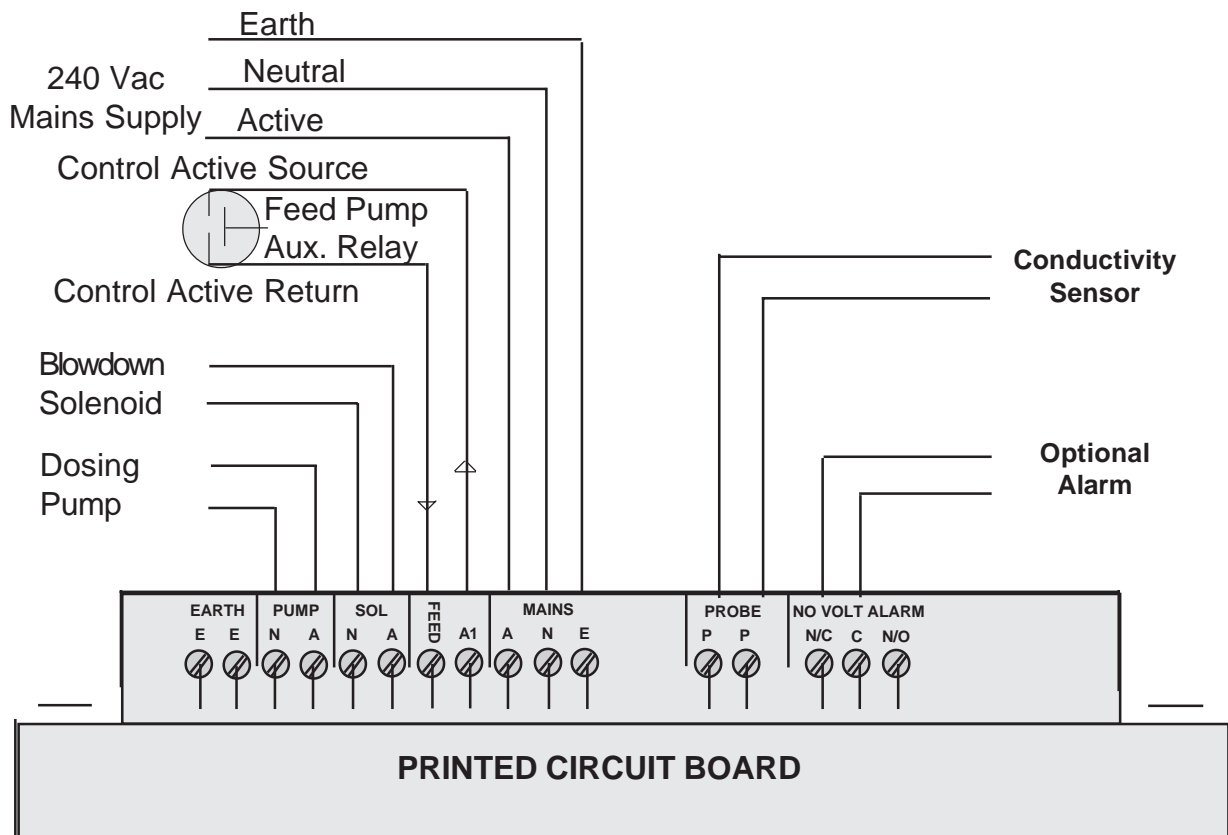 Earth
240 Vac
Mains Supply
Neutral
Active
Control Active Source
Feed Pump
Aux. Relay
Control Active Return
Blowdown
Solenoid
Dosing
Pump
Conductivity
Sensor
Optional
Alarm
EARTH PUMP SOL FEED MAINS PROBE NO VOLT ALARM
E E N A N A A1 A N E P P N/C C N/O
PRINTED CIRCUIT BOARD